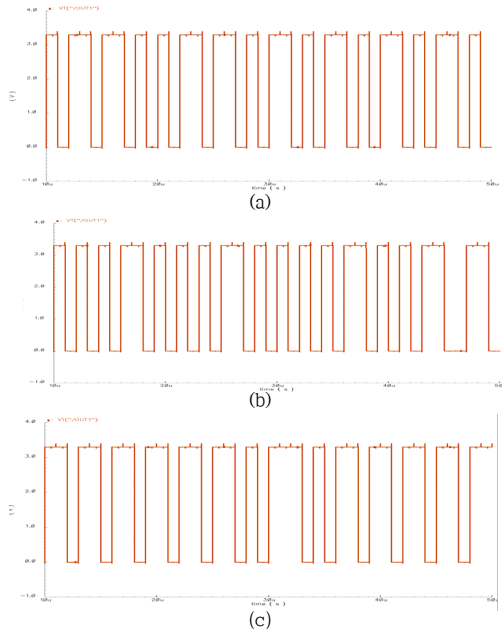 VT("/OUT1")
4.0
3.0
2.0
1.0
0.0
-1.0
(V)
10u 20u 30u 40u 50u
time ( s )
(a)
VT("/OUT1")
4.0
3.0
2.0
1.0
0.0
-1.0
10u 20u 30u 40u 50
time ( s )
(b)
VT("/OUT1")
4.0
3.0
2.0
1.0
0.0
-1.0
(V)
10u 20u 30u 40u 50u
time ( s )
(c)